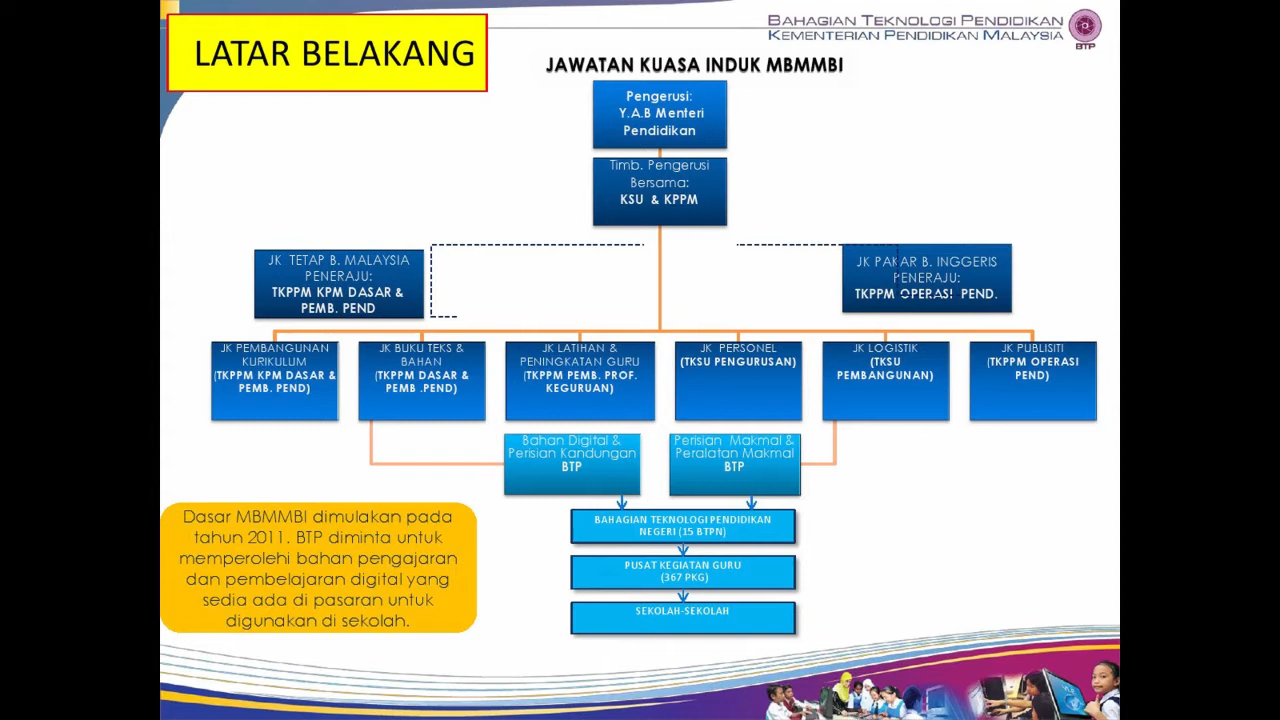 BAHAGIAN TEKNOLOGI PENDIDIKAN
KEMENTERIAN PENDIDIKAN MALAYSIA
BTP
LATAR BELAKANG
JAWATAN KUASA INDUK MBMMBI
Pengerusi:
Y.A.B Menteri
Pendidikan
Timb. Pengerusi
Bersama:
KSU & KPPM
JK TETAP B. MALAYSIA
PENERAJU:
TKPPM KPM DASAR &
PEMB. PEND
JK PAKAR B. INGGERIS
PENERAJU:
TKPPM OPERASI PEND.
JK PEMBANGUNAN
KURIKULUM
(TKPPM KPM DASAR &
PEMB. PEND)
JK BUKU TEKS &
BAHAN
(TKPPM DASAR &
PEMB .PEND)
JK LATIHAN &
PENINGKATAN GURU
(TKPPM PEMB. PROF.
KEGURUAN)
JK PERSONEL
(TKSU PENGURUSAN)
JK LOGISTIK
(TKSU
PEMBANGUNAN)
JK PUBLISITI
(TKPPM OPERASI
PEND)
Bahan Digital &
Perisian Kandungan
BTP
Perisian Makmal &
Peralatan Makmal
BTP
BAHAGIAN TEKNOLOGI PENDIDIKAN
NEGERI (15 BTPN)
PUSAT KEGIATAN GURU
(367 PKG)
SEKOLAH-SEKOLAH
Dasar MBMMBI dimulakan pada
tahun 2011. BTP diminta untuk
memperolehi bahan pengajaran
dan pembelajaran digital yang
sedia ada di pasaran untuk
digunakan di sekolah.